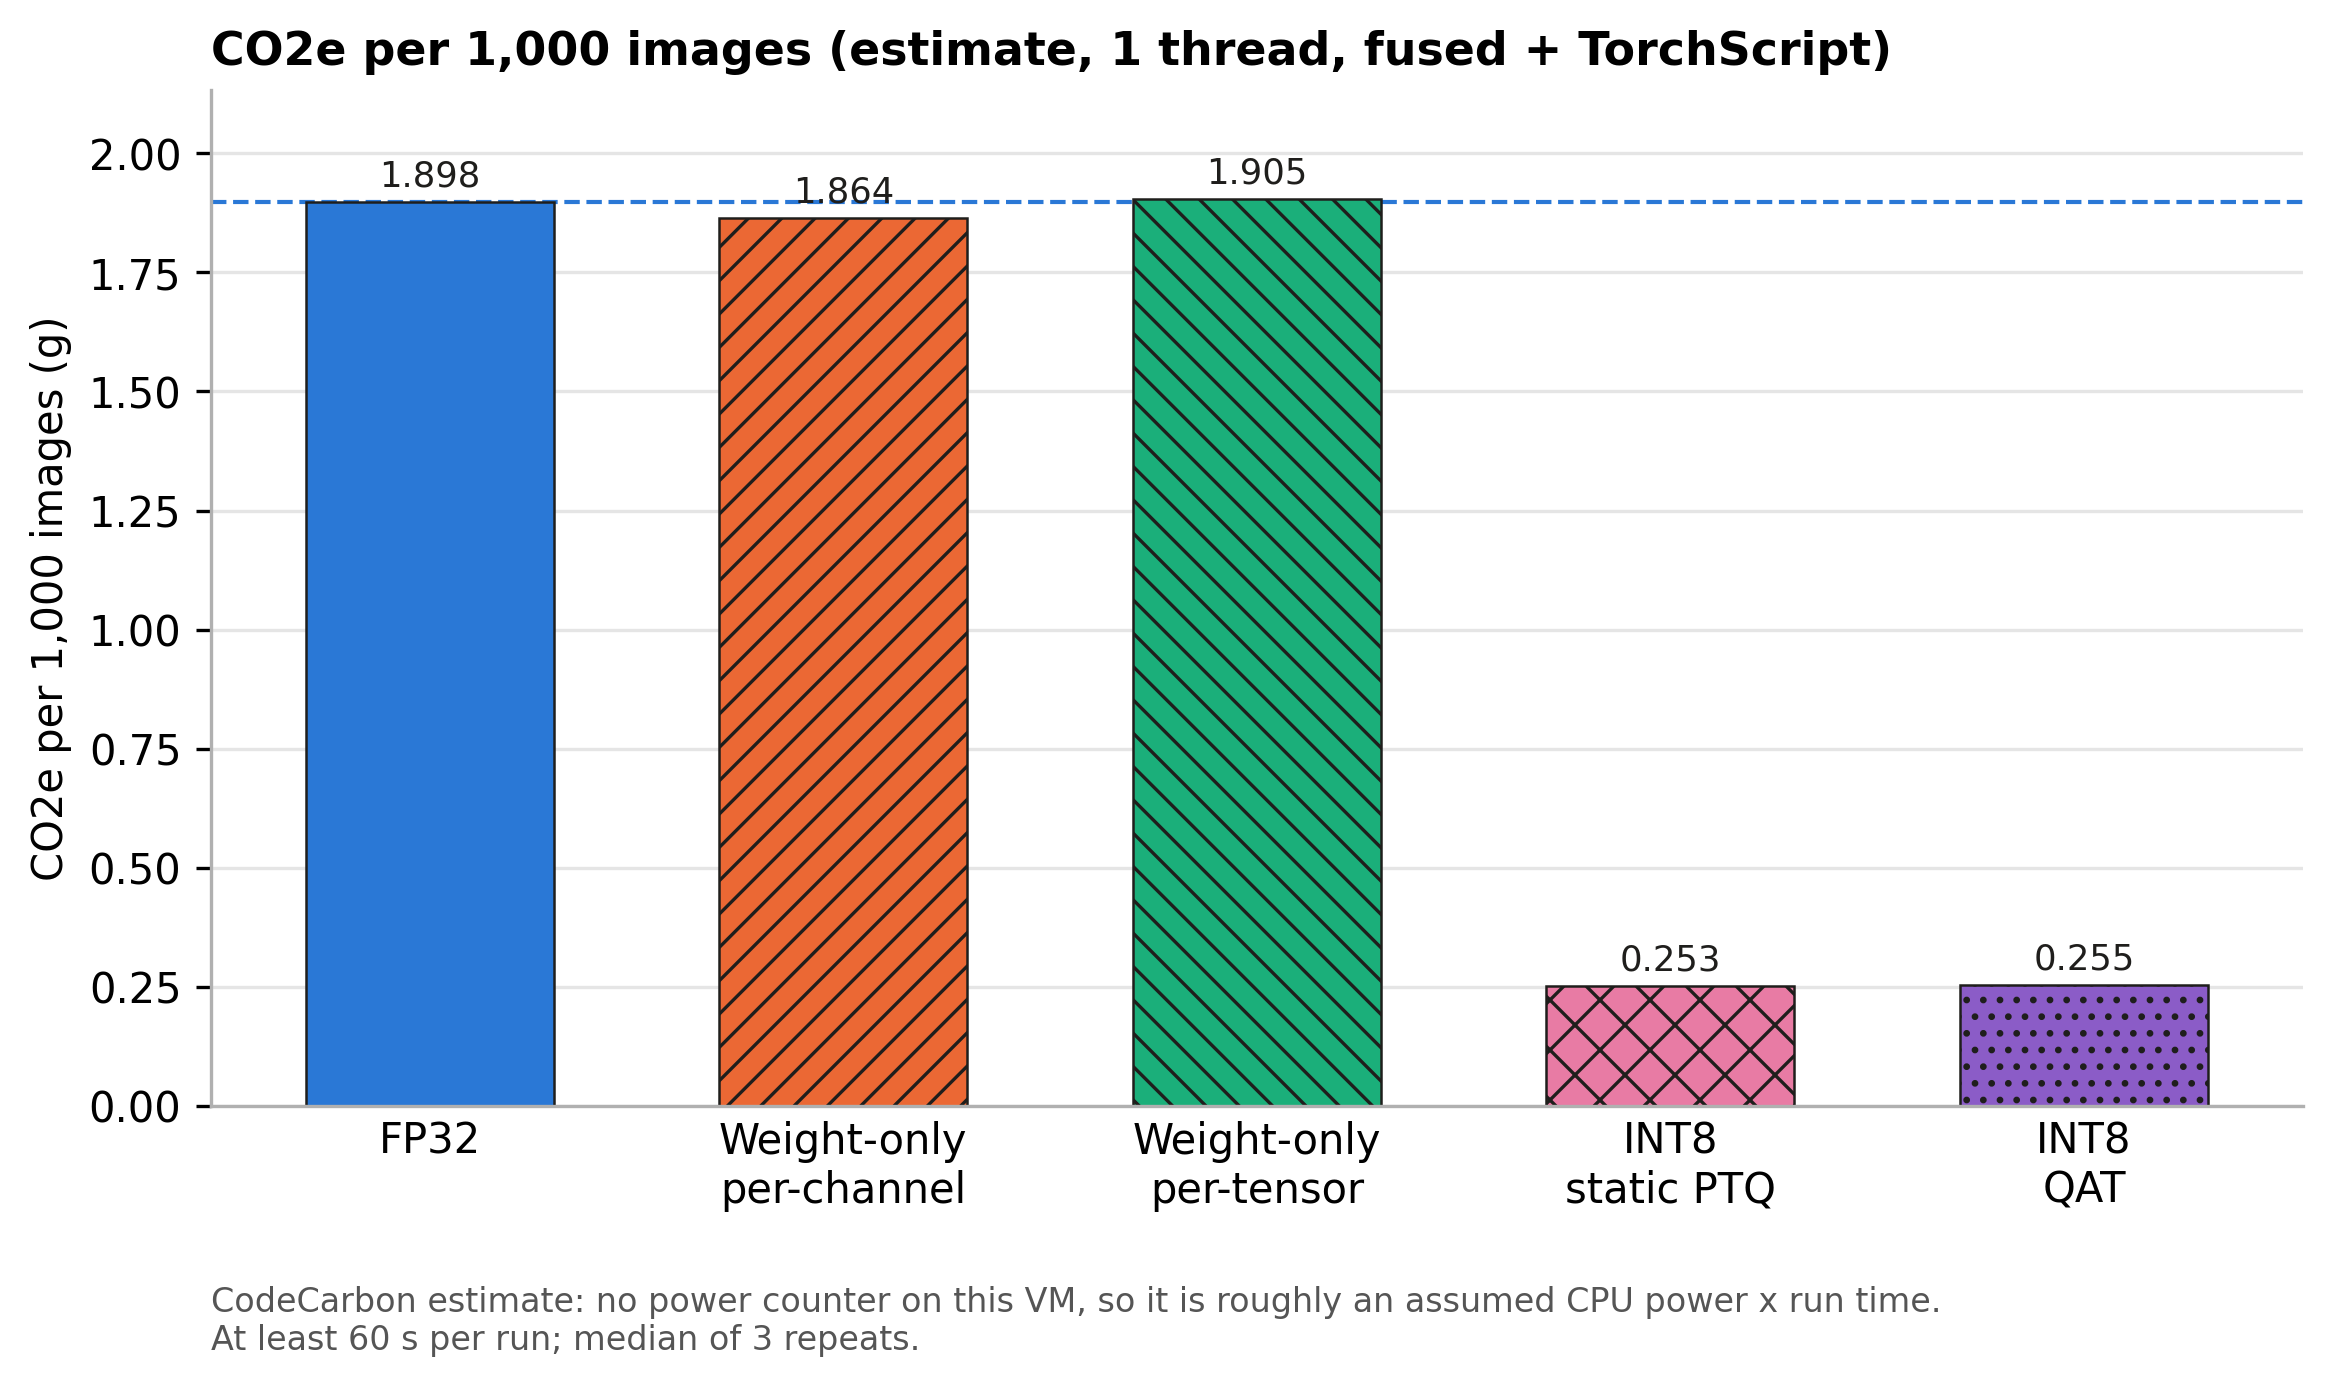 CO2e per 1,000 images (estimate, 1 thread, fused + TorchScript)
CO2e per 1,000 images (g)
2.00
1.75
1.50
1.25
1.00
0.75
0.50
0.25
0.00
1.898
1.864
1.905
0.253
0.255
FP32
Weight-only
per-channel
Weight-only
per-tensor
INT8
static PTQ
INT8
QAT
CodeCarbon estimate: no power counter on this VM, so it is roughly an assumed CPU power x run time.
At least 60 s per run; median of 3 repeats.